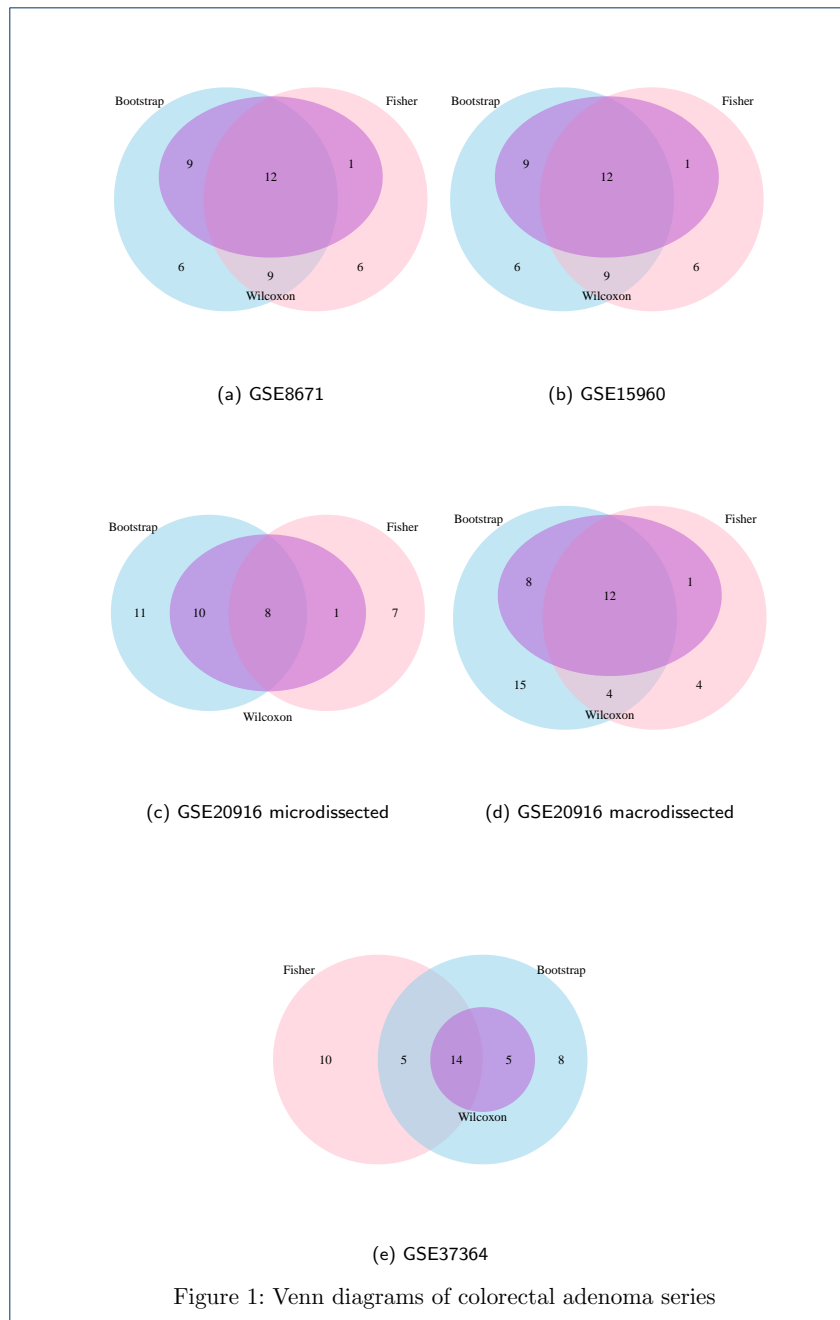 Bootstrap Fisher
9 12 1
6 9 6
Wilcoxon
(a) GSE8671
Bootstrap Fisher
9 12 1
6 9 6
Wilcoxon
(b) GSE15960
Bootstrap Fisher
11 10 8 1 7
Wilcoxon
(c) GSE20916 microdissected
Bootstrap Fisher
8 12 1
15 4 4
Wilcoxon
(d) GSE20916 macrodissected
Fisher Bootstrap
10 5 14 5 8
Wilcoxon
(e) GSE37364
Figure 1: Venn diagrams of colorectal adenoma series